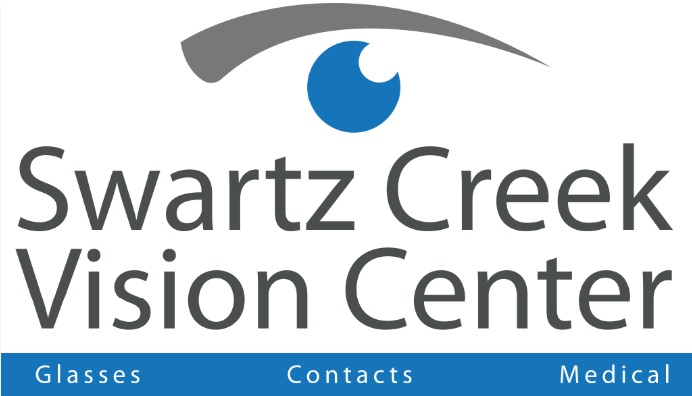 Swartz Creek
Vision Center
Glasses Contacts Medical